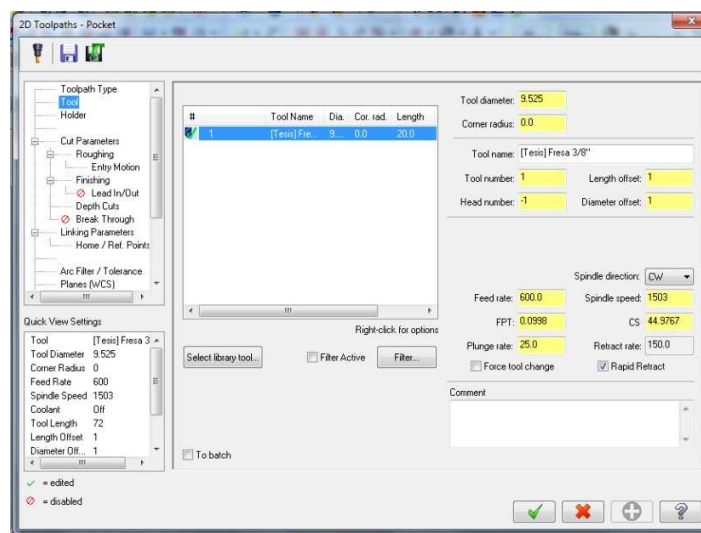 2D Toolpaths - Pocket
Toolpath Type
Tool
Holder
Cut Parameters
Roughing
Entry Motion
Finishing
Lead In/Out
Depth Cuts
Break Through
Linking Parameters
Home / Ref. Points
Arc Filter / Tolerance
Planes (WCS)
Quick View Settings
Tool [Tesis] Fresa 3
Tool Diameter 9.525
Corner Radius 0
Feed Rate 600
Spindle Speed 1503
Coolant Off
Tool Length 72
Length Offset 1
Diameter Off... 1
= edited
= disabled
# Tool Name Dia. Cor. rad. Length
1 [Tesis] Fre... 9.... 0.0 20.0
Right-click for options
Select library tool... Filter Active Filter...
To batch
Tool diameter: 9.525
Corner radius: 0.0
Tool name: [Tesis] Fresa 3/8"
Tool number: 1 Length offset: 1
Head number: -1 Diameter offset: 1
Spindle direction: CW
Feed rate: 600.0 Spindle speed: 1503
FPT: 0.0998 CS 44.9767
Plunge rate: 25.0 Retract rate: 150.0
Force tool change Rapid Retract
Comment